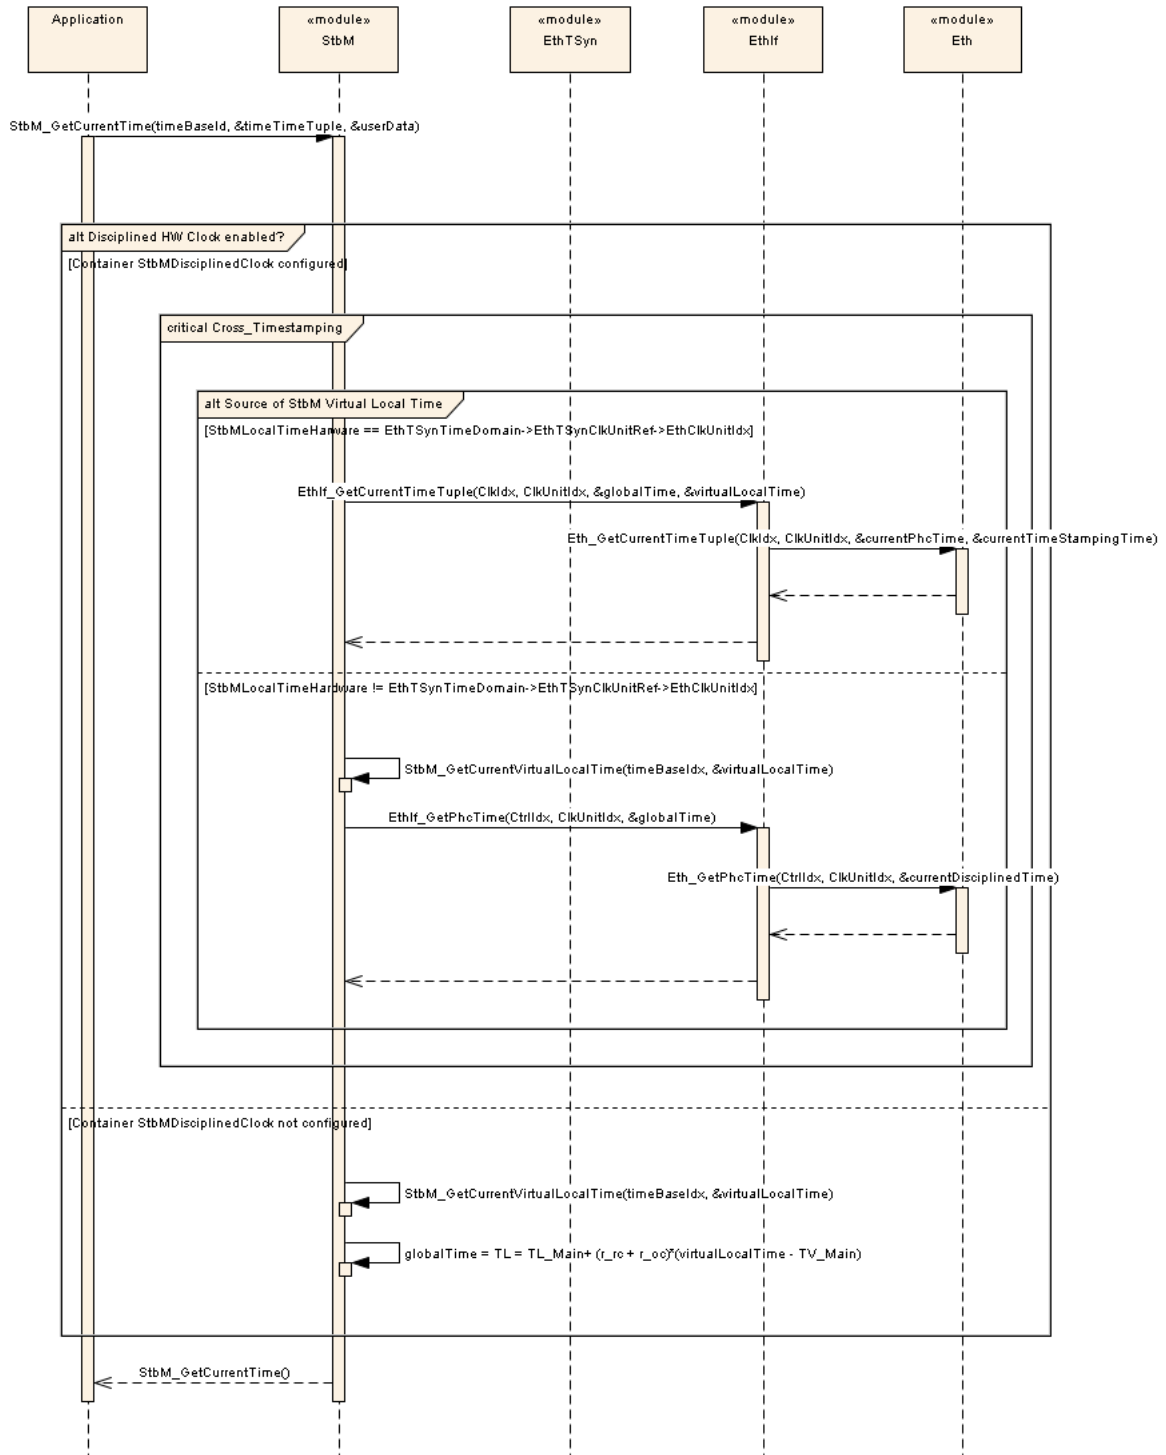 Application
«module»
StbM
«module»
EthTSyn
«module»
EthIf
«module»
Eth
StbM_GetCurrentTime(timeBaseId, &timeTimeTuple, &userData)
alt Disciplined HW Clock enabled?
[Container StbMDisciplinedClock configured]
critical Cross_Timestamping
alt Source of StbM Virtual Local Time
[StbMLocalTimeHarware == EthTSynTimeDomain->EthTSynClkUnitRef->EthClkUnitIdx]
EthIf_GetCurrentTimeTuple(ClkIdx, ClkUnitIdx, &globalTime, &virtualLocalTime)
Eth_GetCurrentTimeTuple(ClkIdx, ClkUnitIdx, &currentPhcTime, &currentTimeStampingTime)
[StbMLocalTimeHardware != EthTSynTimeDomain->EthTSynClkUnitRef->EthClkUnitIdx]
StbM_GetCurrentVirtualLocalTime(timeBaseIdx, &virtualLocalTime)
EthIf_GetPhcTime(CtrlIdx, ClkUnitIdx, &globalTime)
Eth_GetPhcTime(CtrlIdx, ClkUnitIdx, &currentDisciplinedTime)
[Container StbMDisciplinedClock not configured]
StbM_GetCurrentVirtualLocalTime(timeBaseIdx, &virtualLocalTime)
globalTime = TL = TL_Main+ (r_rc + r_oc)*(virtualLocalTime - TV_Main)
StbM_GetCurrentTime()